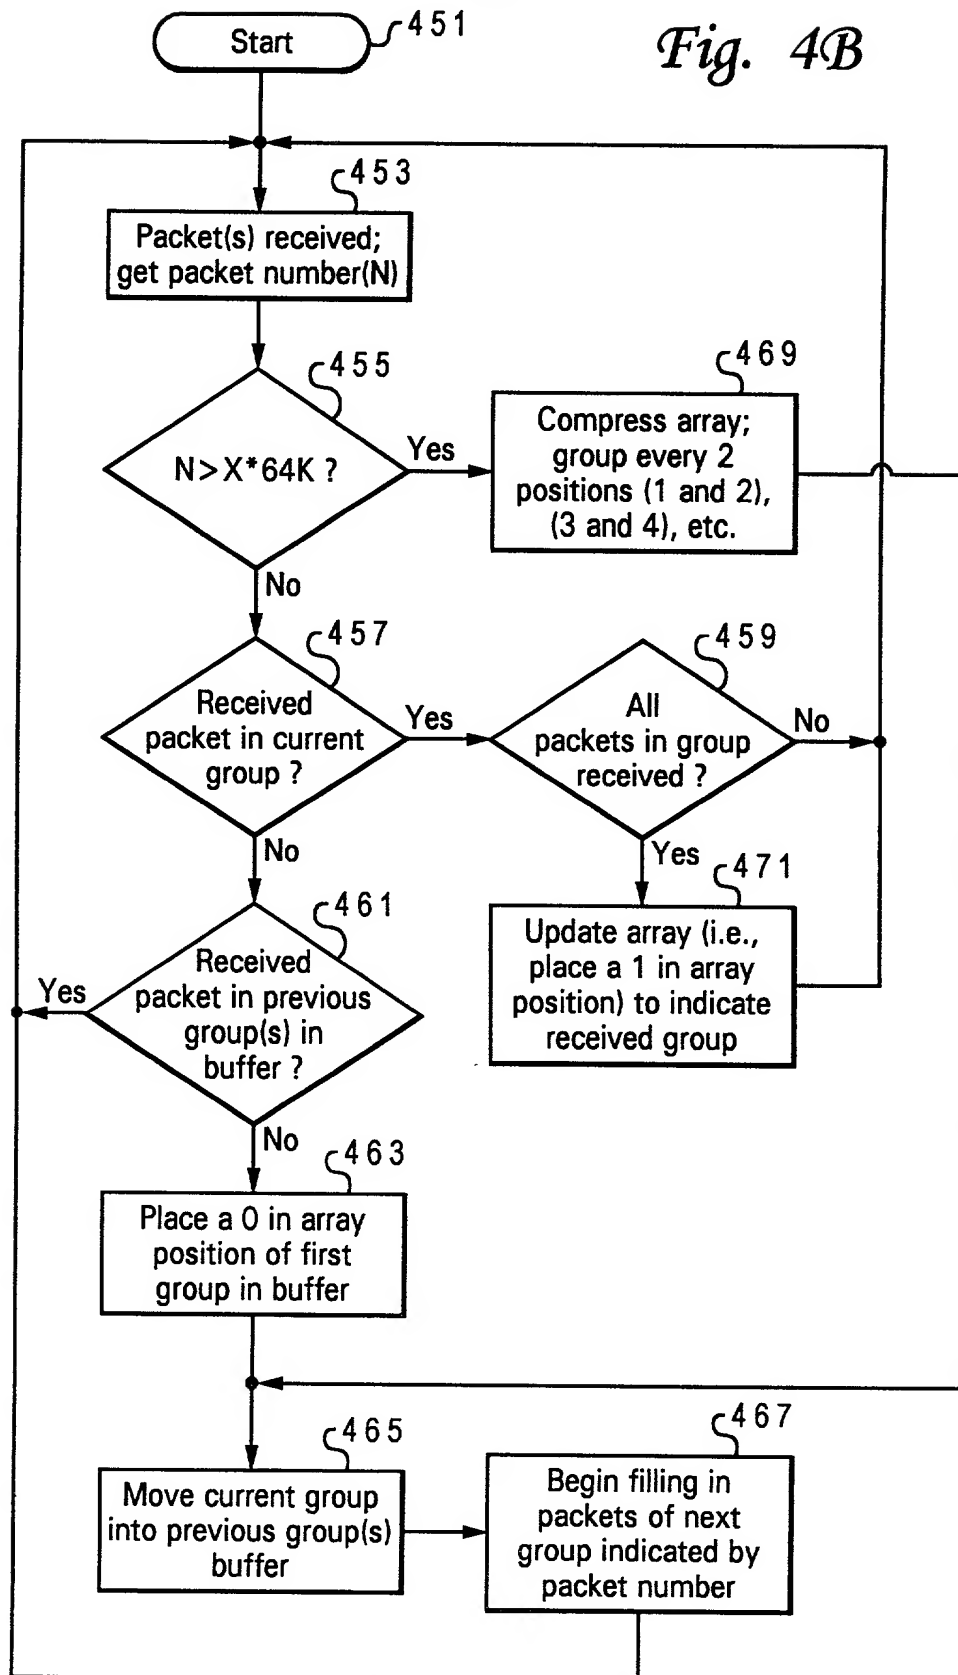 Start
451
Fig. 4B
453
Packet(s) received;
get packet number(N)
455
N>X*64K ?
Yes
No
469
Compress array;
group every 2
positions (1 and 2),
(3 and 4), etc.
457
Received
packet in current
group ?
Yes
No
459
All
packets in group
received ?
No
Yes
471
Update array (i.e.,
place a 1 in array
position) to indicate
received group
461
Received
packet in previous
group(s) in
buffer ?
Yes
No
463
Place a 0 in array
position of first
group in buffer
465
Move current group
into previous group(s)
buffer
467
Begin filling in
packets of next
group indicated by
packet number